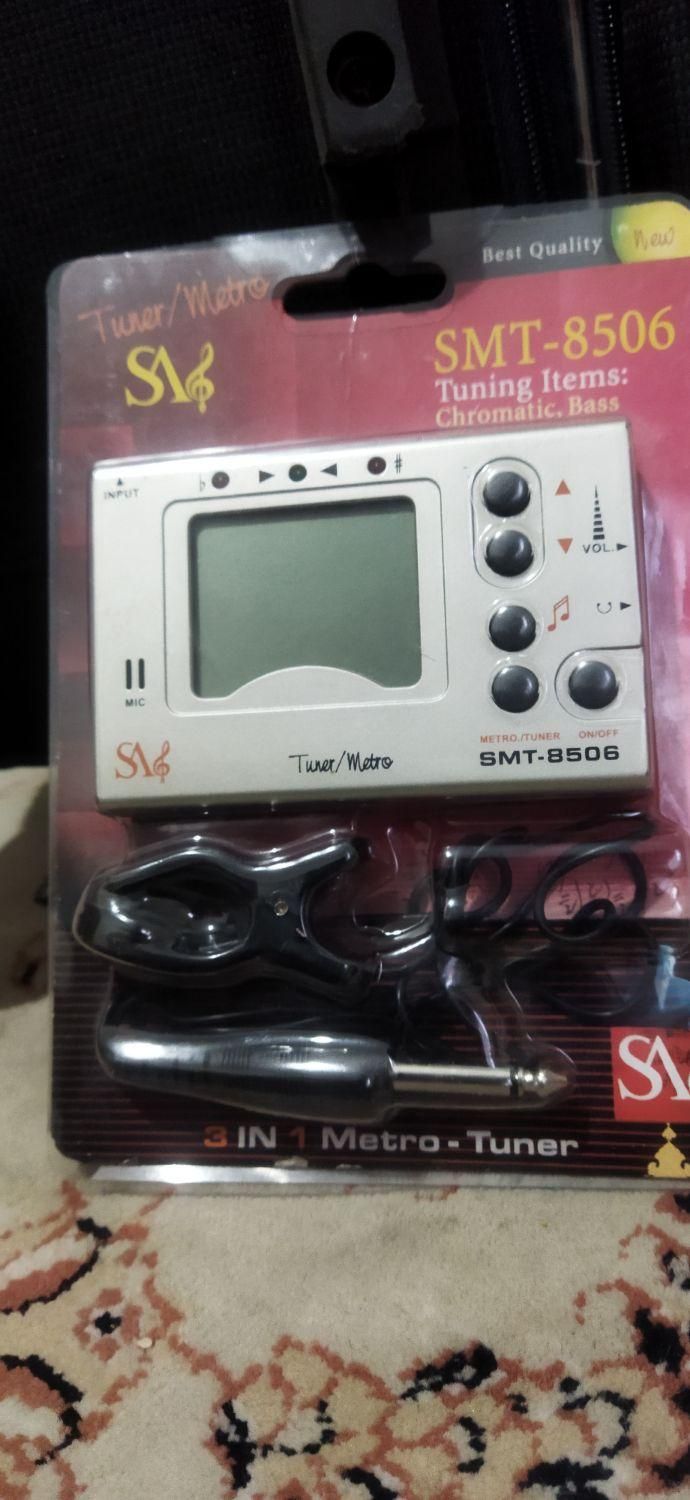 Best Quality
New
Tuner/Metro
SA
SMT-8506
Tuning Items:
Chromatic, Bass
INPUT
♭
#
VOL.
MIC
METRO./TUNER
ON/OFF
SA
Tuner/Metro
SMT-8506
SA
3 IN 1 Metro-Tuner